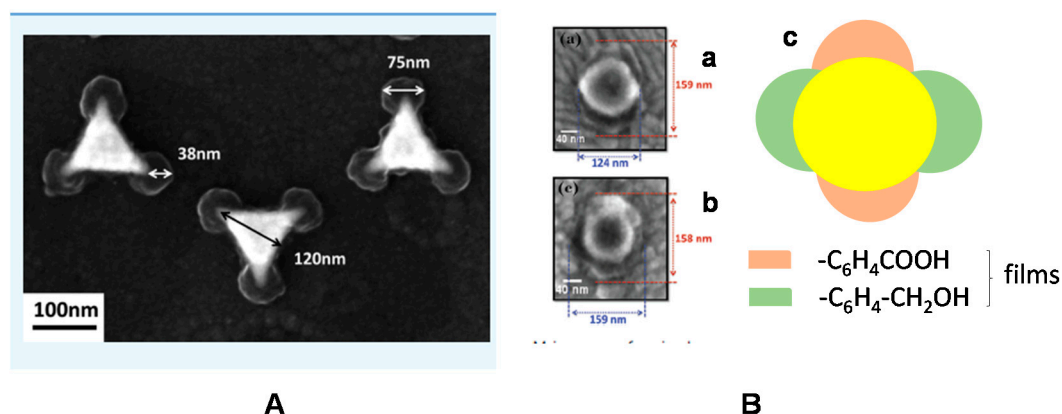 75nm
38nm
120nm
100nm
A
(a)
a
159 nm
40 nm
124 nm
(c)
b
158 nm
40 nm
159 nm
c
-C₆H₄COOH
-C₆H₄-CH₂OH
films
B